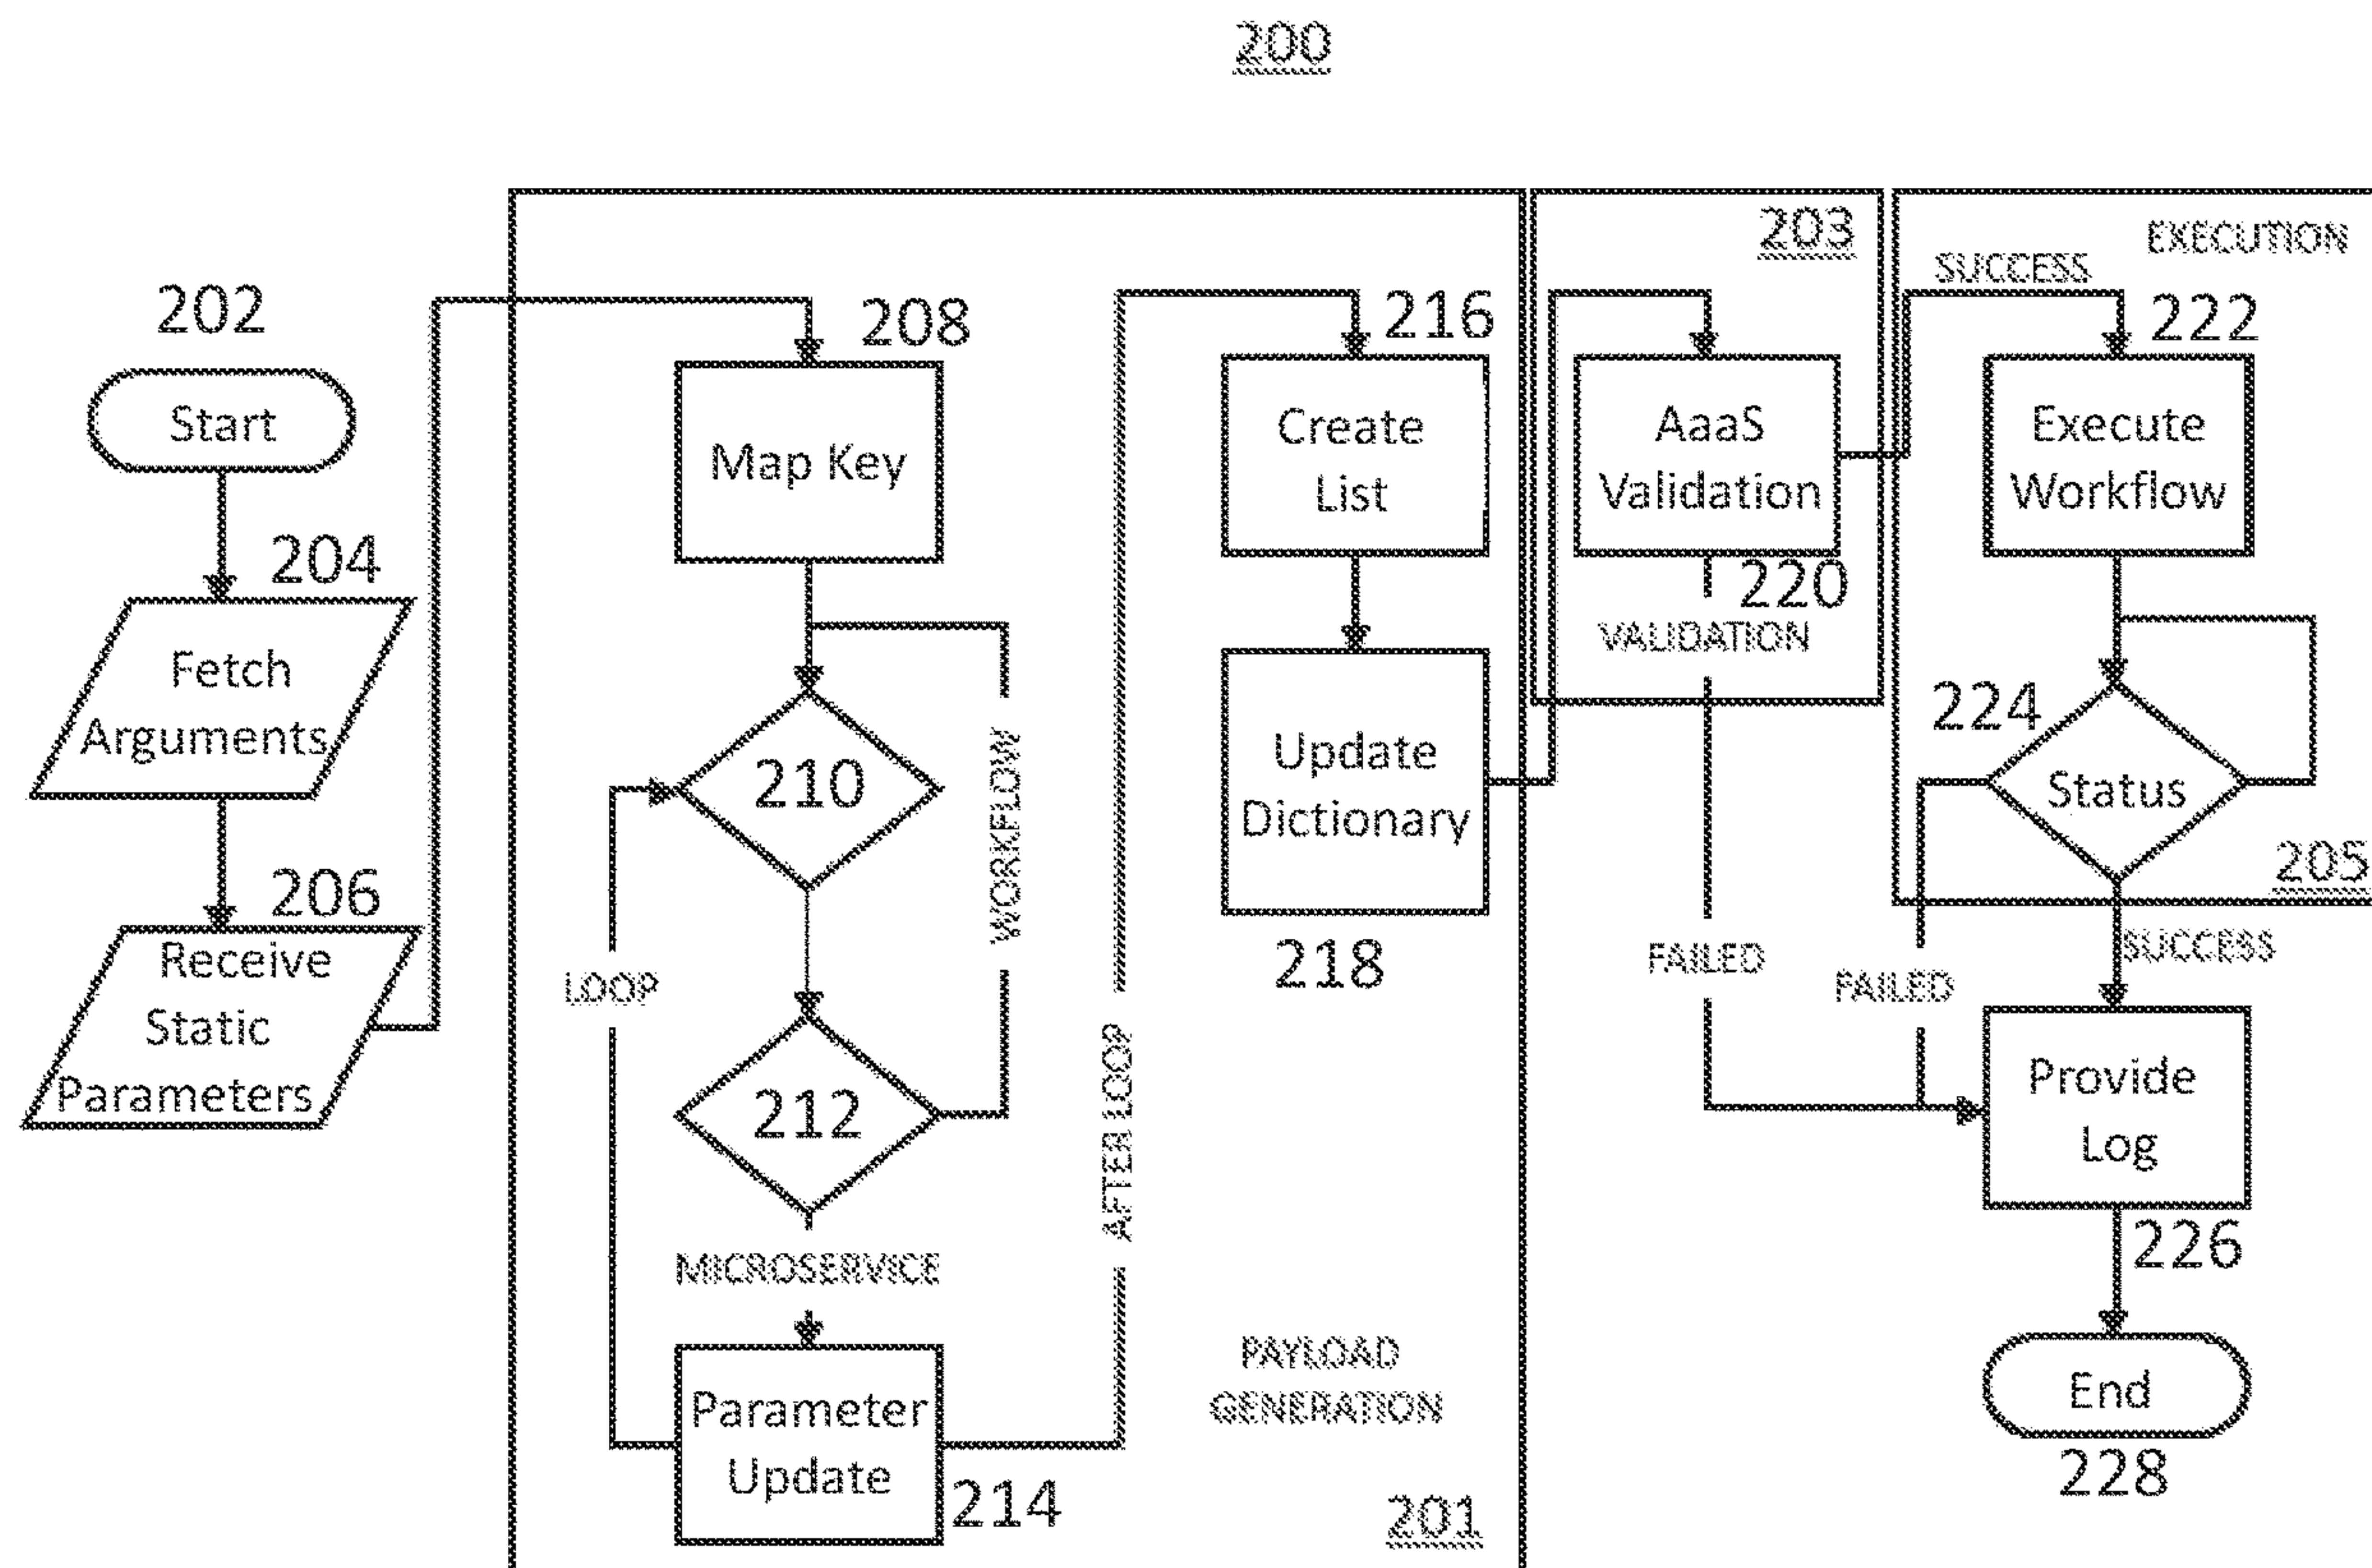 200
202
Start
204
Fetch
Arguments
206
Receive
Static
Parameters
208
Map Key
210
WORKFLOW
LOOP
212
MICROSERVICE
Parameter
Update
214
AFTER LOOP
216
Create
List
Update
Dictionary
218
PAYLOAD
GENERATION
201
203
AaaS
Validation
220
VALIDATION
FAILED
EXECUTION
SUCCESS
222
Execute
Workflow
224
Status
205
FAILED
SUCCESS
Provide
Log
226
End
228